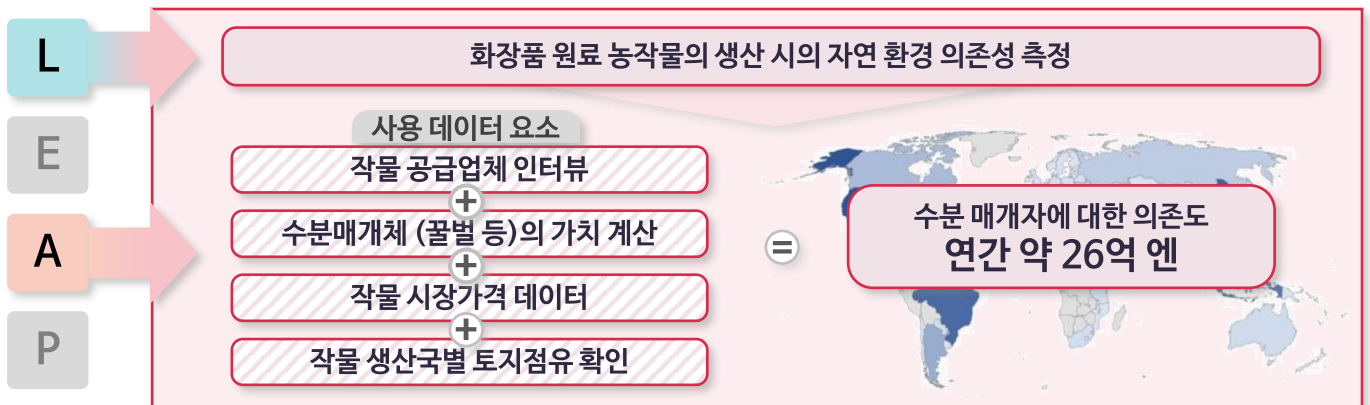 L
E
A
P
화장품 원료 농작물의 생산 시의 자연 환경 의존성 측정
사용 데이터 요소
작물 공급업체 인터뷰
+
수분매개체 (꿀벌 등)의 가치 계산
+
작물 시장가격 데이터
+
작물 생산국별 토지점유 확인
=
수분 매개자에 대한 의존도
연간 약 26억 엔